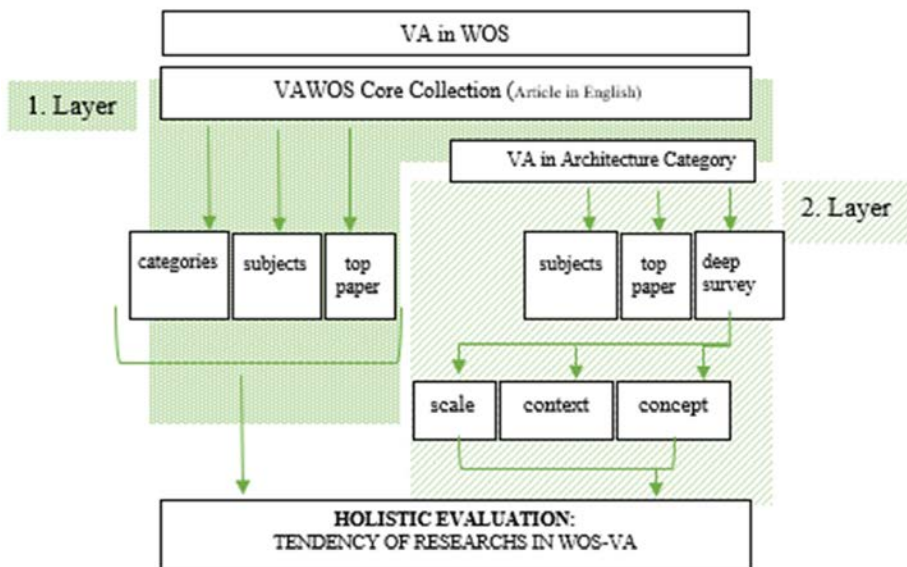 VA in WOS
VAWOS Core Collection (Article in English)
1. Layer
VA in Architecture Category
2. Layer
categories
subjects
top
paper
subjects
top
paper
deep
survey
scale
context
concept
HOLISTIC EVALUATION:
TENDENCY OF RESEARCHS IN WOS-VA